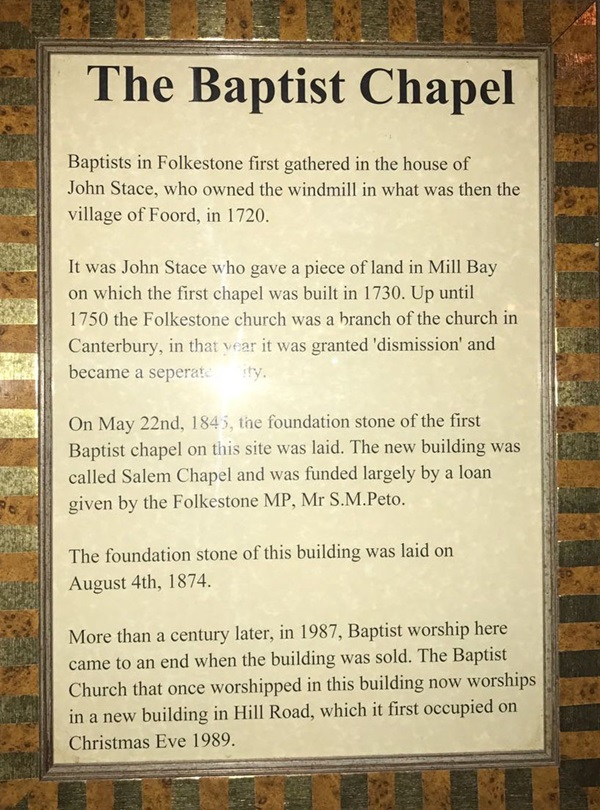 The Baptist Chapel
Baptists in Folkestone first gathered in the house of
John Stace, who owned the windmill in what was then the
village of Foord, in 1720.
It was John Stace who gave a piece of land in Mill Bay
on which the first chapel was built in 1730. Up until
1750 the Folkestone church was a branch of the church in
Canterbury, in that year it was granted 'dismission' and
became a seperate
On May 22nd, 1845, the foundation stone of the first
Baptist chapel on this site was laid. The new building was
called Salem Chapel and was funded largely by a loan
given by the Folkestone MP, Mr S.M.Peto.
The foundation stone of this building was laid on
August 4th, 1874.
More than a century later, in 1987, Baptist worship here
came to an end when the building was sold. The Baptist
Church that once worshipped in this building now worships
in a new building in Hill Road, which it first occupied on
Christmas Eve 1989.